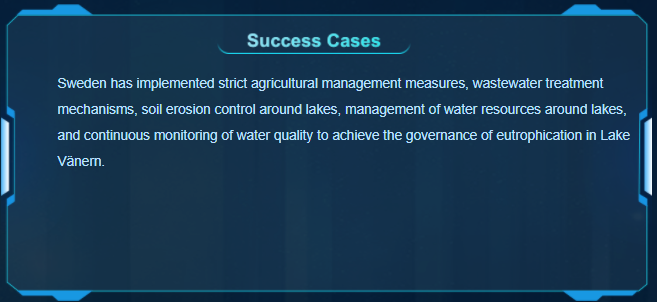 Success Cases
Sweden has implemented strict agricultural management measures, wastewater treatment
mechanisms, soil erosion control around lakes, management of water resources around lakes,
and continuous monitoring of water quality to achieve the governance of eutrophication in Lake
Vänern.